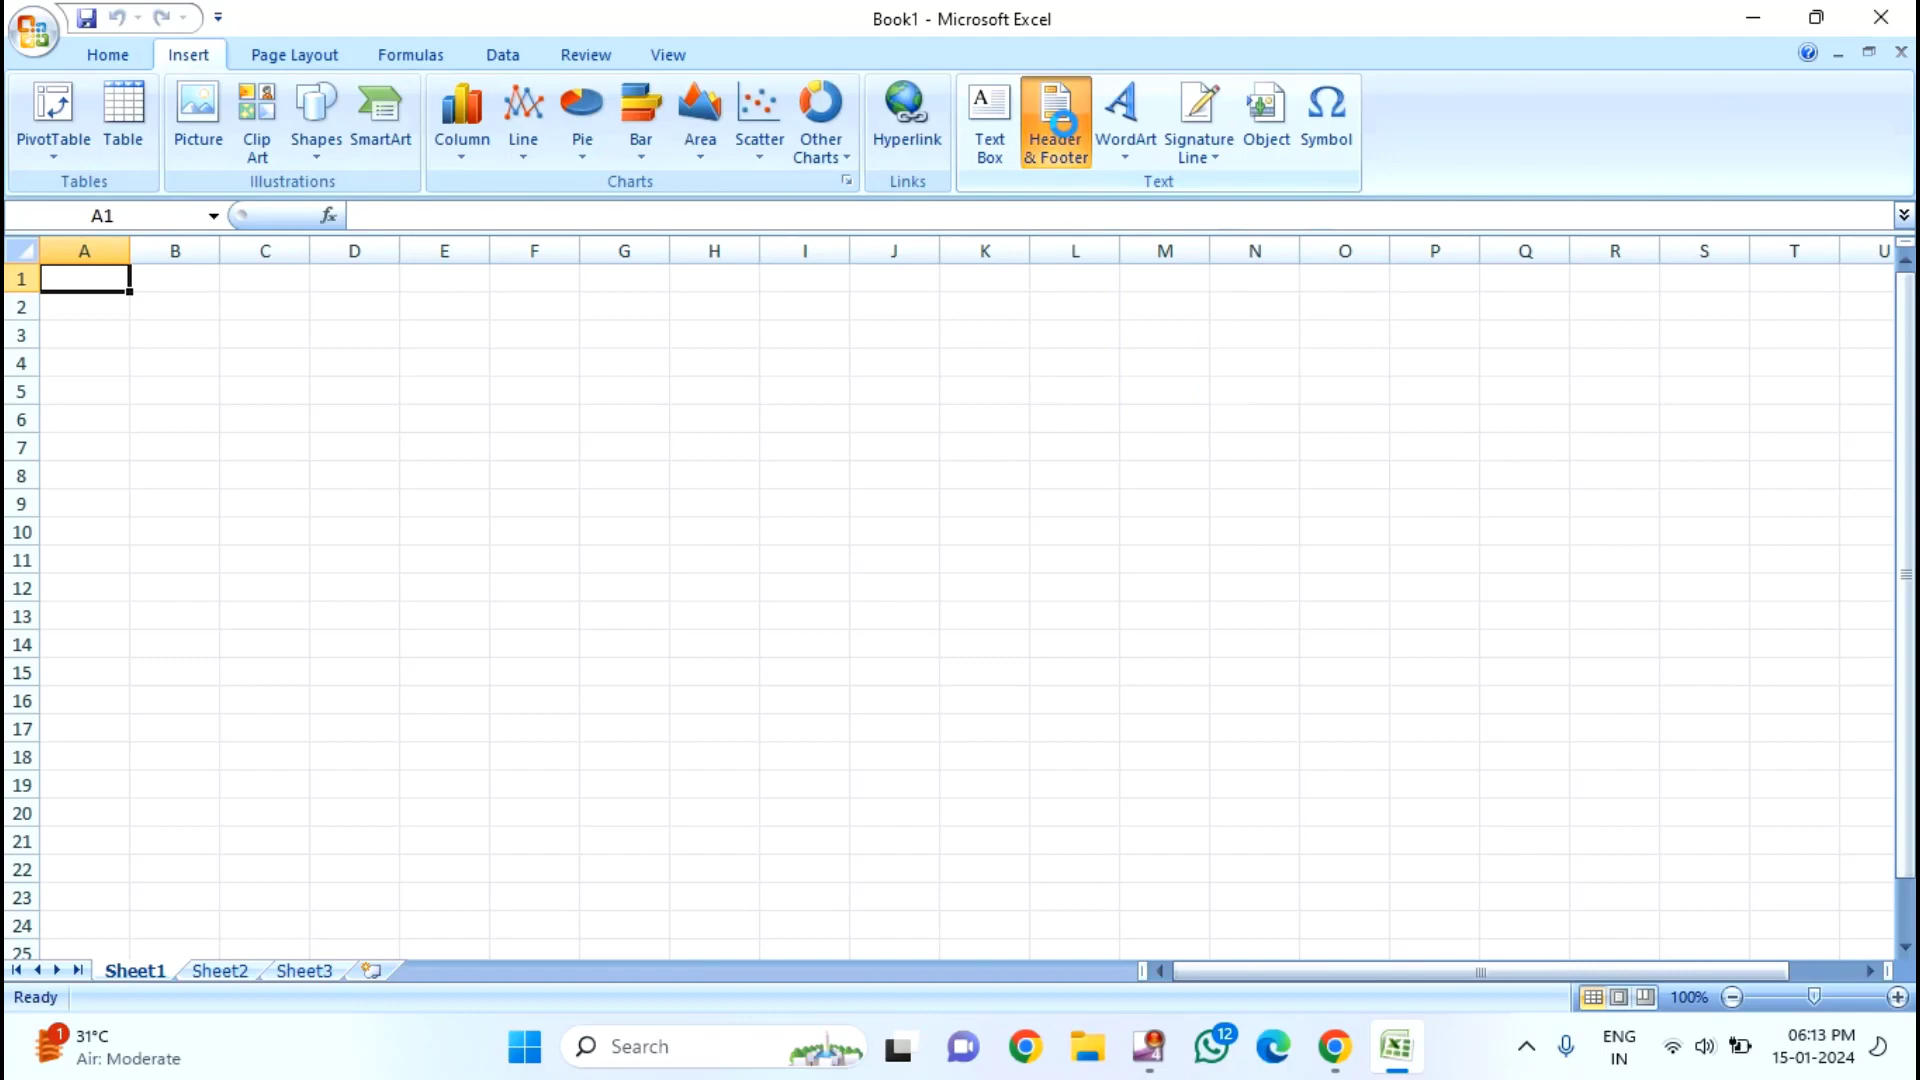 Book1 - Microsoft Excel
Home Insert Page Layout Formulas Data Review View
PivotTable Table Picture Clip Art Shapes SmartArt Column Line Pie Bar Area Scatter Other Charts Hyperlink Text Box Header & Footer WordArt Signature Line Object Symbol
Tables Illustrations Charts Links Text
A1 fx
A B C D E F G H I J K L M N O P Q R S T U
1
2
3
4
5
6
7
8
9
10
11
12
13
14
15
16
17
18
19
20
21
22
23
24
25
Sheet1 Sheet2 Sheet3
Ready 100%
1 31°C
Air: Moderate
Search
4
12
ENG
IN
06:13 PM
15-01-2024